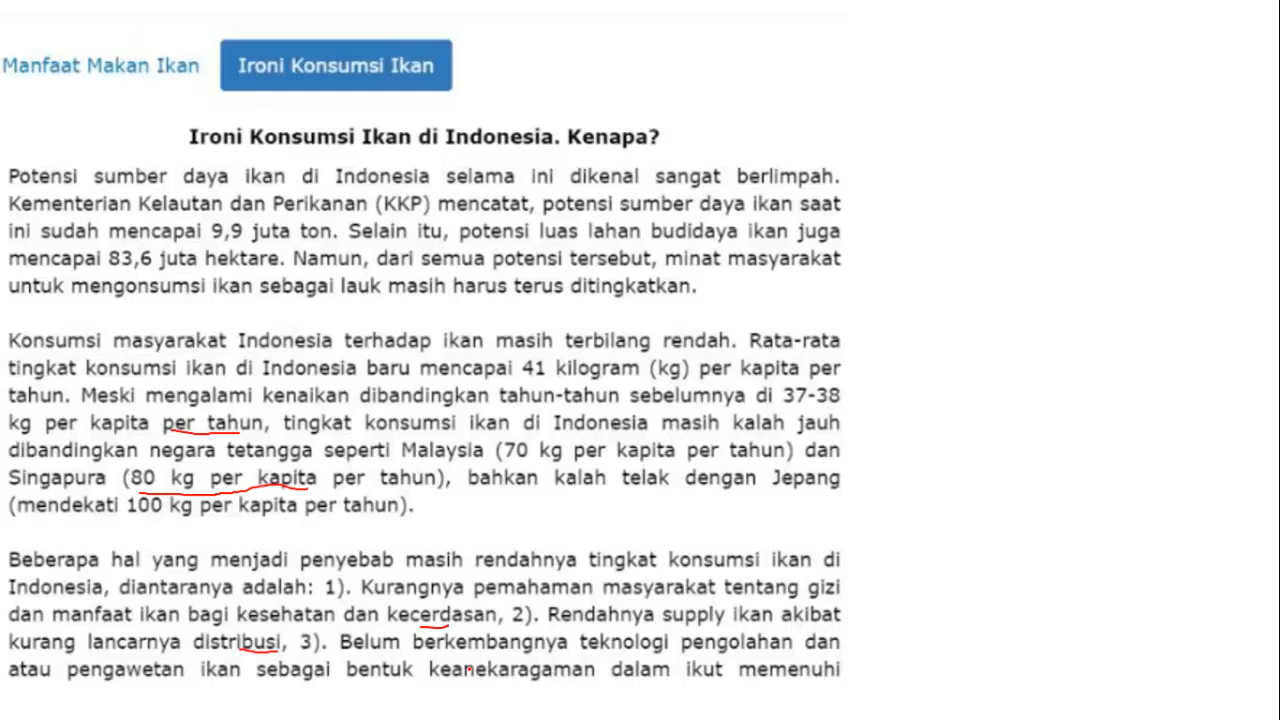 Manfaat Makan Ikan Ironi Konsumsi Ikan
Ironi Konsumsi Ikan di Indonesia. Kenapa?
Potensi sumber daya ikan di Indonesia selama ini dikenal sangat berlimpah.
Kementerian Kelautan dan Perikanan (KKP) mencatat, potensi sumber daya ikan saat
ini sudah mencapai 9,9 juta ton. Selain itu, potensi luas lahan budidaya ikan juga
mencapai 83,6 juta hektare. Namun, dari semua potensi tersebut, minat masyarakat
untuk mengonsumsi ikan sebagai lauk masih harus terus ditingkatkan.
Konsumsi masyarakat Indonesia terhadap ikan masih terbilang rendah. Rata-rata
tingkat konsumsi ikan di Indonesia baru mencapai 41 kilogram (kg) per kapita per
tahun. Meski mengalami kenaikan dibandingkan tahun-tahun sebelumnya di 37-38
kg per kapita per tahun, tingkat konsumsi ikan di Indonesia masih kalah jauh
dibandingkan negara tetangga seperti Malaysia (70 kg per kapita per tahun) dan
Singapura (80 kg per kapita per tahun), bahkan kalah telak dengan Jepang
(mendekati 100 kg per kapita per tahun).
Beberapa hal yang menjadi penyebab masih rendahnya tingkat konsumsi ikan di
Indonesia, diantaranya adalah: 1). Kurangnya pemahaman masyarakat tentang gizi
dan manfaat ikan bagi kesehatan dan kecerdasan, 2). Rendahnya supply ikan akibat
kurang lancarnya distribusi, 3). Belum berkembangnya teknologi pengolahan dan
atau pengawetan ikan sebagai bentuk keanekaragaman dalam ikut memenuhi